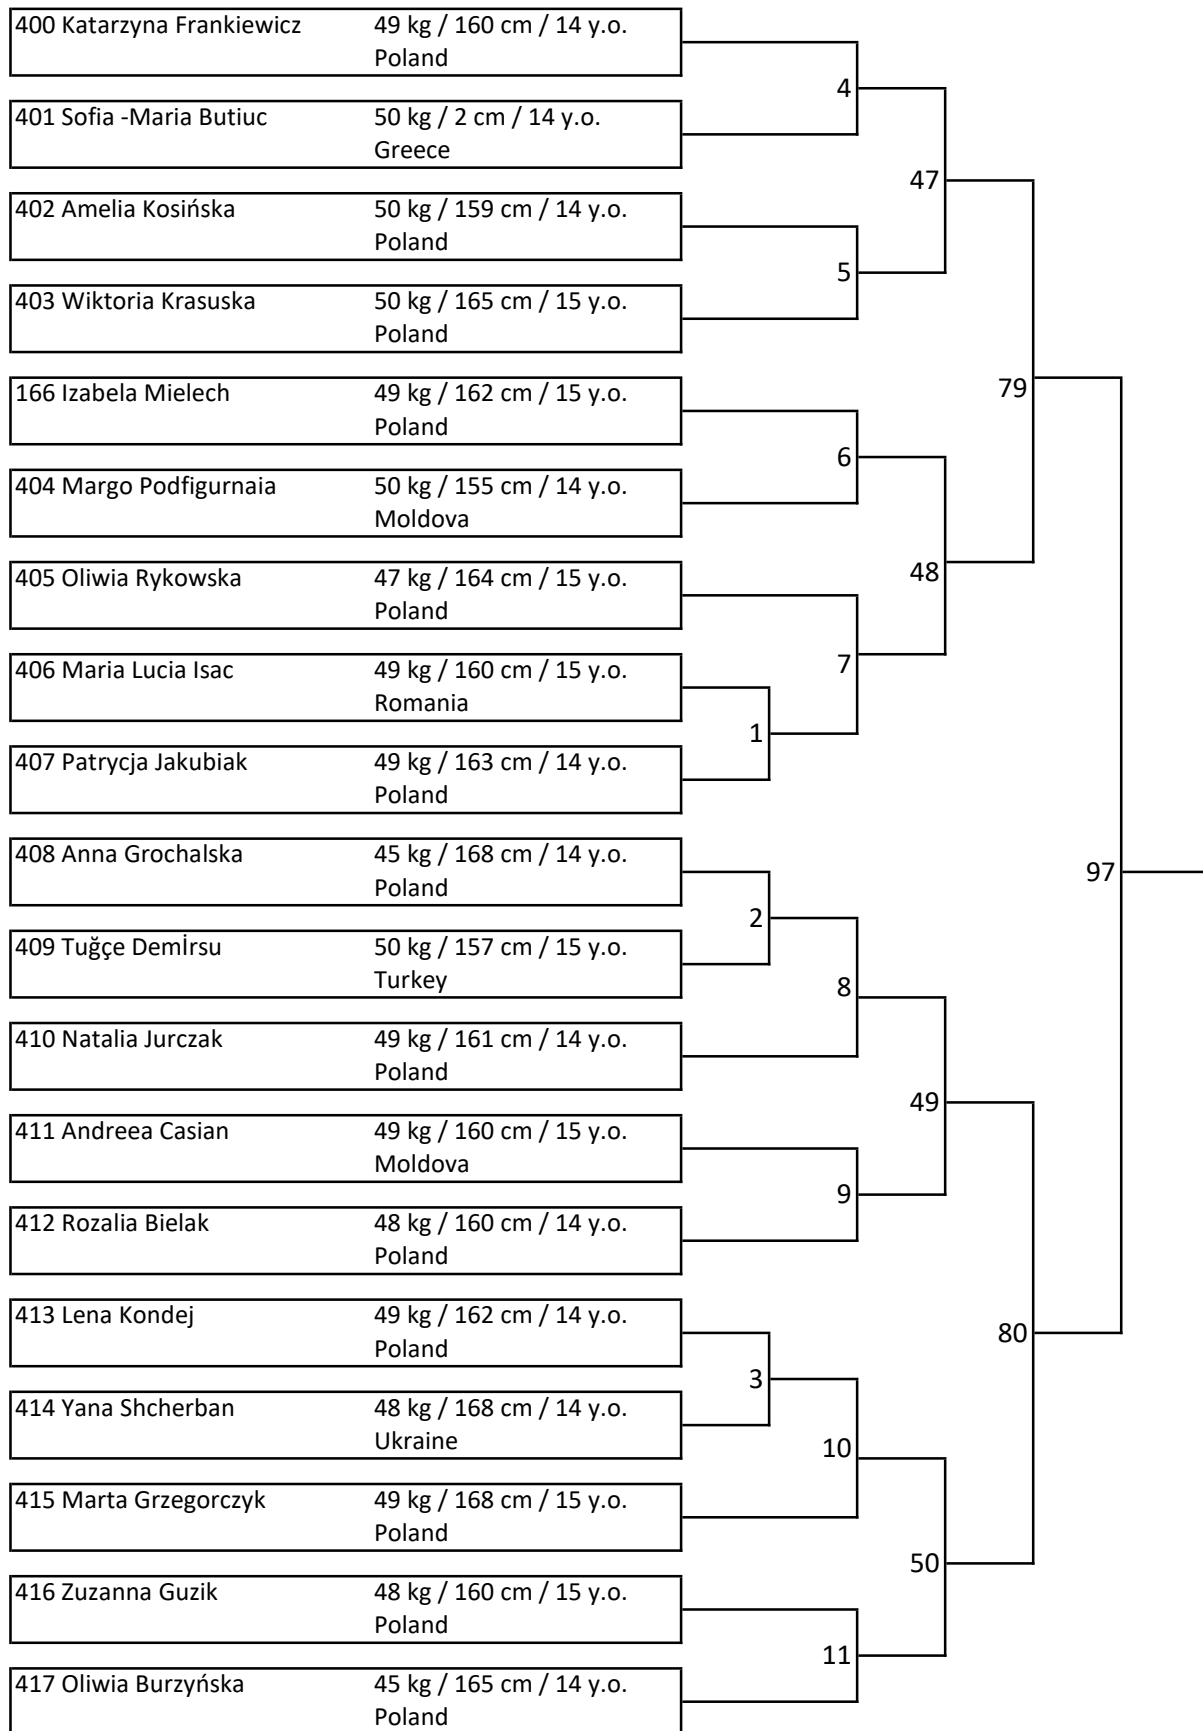 400 Katarzyna Frankiewicz 49 kg / 160 cm / 14 y.o.
Poland
4
401 Sofia -Maria Butiuc 50 kg / 2 cm / 14 y.o.
Greece
47
402 Amelia Kosińska 50 kg / 159 cm / 14 y.o.
Poland
5
403 Wiktoria Krasuska 50 kg / 165 cm / 15 y.o.
Poland
79
166 Izabela Mielech 49 kg / 162 cm / 15 y.o.
Poland
6
404 Margo Podfigurnaia 50 kg / 155 cm / 14 y.o.
Moldova
48
405 Oliwia Rykowska 47 kg / 164 cm / 15 y.o.
Poland
7
406 Maria Lucia Isac 49 kg / 160 cm / 15 y.o.
Romania
1
407 Patrycja Jakubiak 49 kg / 163 cm / 14 y.o.
Poland
408 Anna Grochalska 45 kg / 168 cm / 14 y.o.
Poland
97
2
409 Tuğçe Demİrsu 50 kg / 157 cm / 15 y.o.
Turkey
8
410 Natalia Jurczak 49 kg / 161 cm / 14 y.o.
Poland
49
411 Andreea Casian 49 kg / 160 cm / 15 y.o.
Moldova
9
412 Rozalia Bielak 48 kg / 160 cm / 14 y.o.
Poland
413 Lena Kondej 49 kg / 162 cm / 14 y.o.
Poland
80
3
414 Yana Shcherban 48 kg / 168 cm / 14 y.o.
Ukraine
10
415 Marta Grzegorczyk 49 kg / 168 cm / 15 y.o.
Poland
50
416 Zuzanna Guzik 48 kg / 160 cm / 15 y.o.
Poland
11
417 Oliwia Burzyńska 45 kg / 165 cm / 14 y.o.
Poland